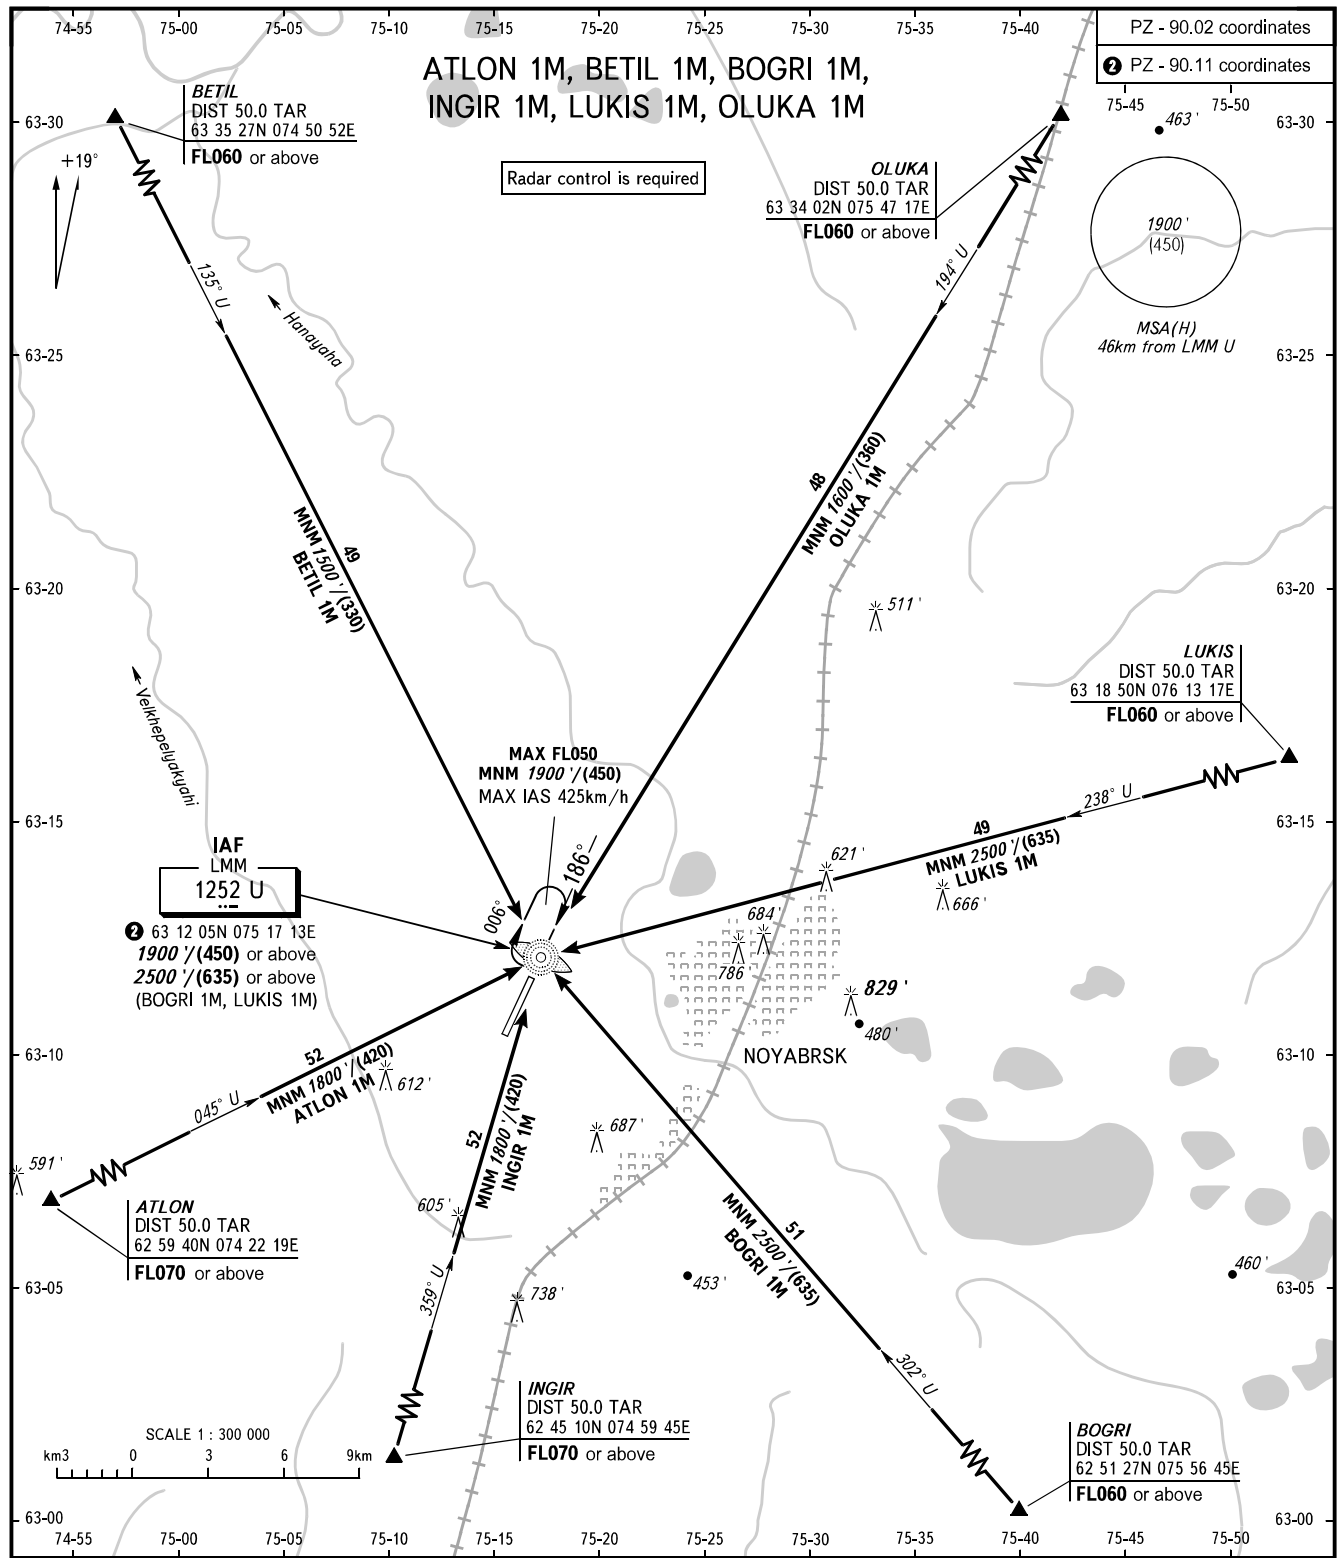 74-55
75-00
75-05
75-10
75-15
75-20
75-25
75-30
75-35
75-40
PZ - 90.02 coordinates
❷ PZ - 90.11 coordinates
75-45
75-50
ATLON 1M, BETIL 1M, BOGRI 1M,
INGIR 1M, LUKIS 1M, OLUKA 1M
Radar control is required
63-30
63-30
+19°
BETIL
DIST 50.0 TAR
63 35 27N 074 50 52E
FL060 or above
OLUKA
DIST 50.0 TAR
63 34 02N 075 47 17E
FL060 or above
463'
1900'
(450)
MSA(H)
46km from LMM U
135° U
194° U
Hanayaha
63-25
63-25
49
MNM 1500'/(330)
BETIL 1M
48
MNM 1600'/(360)
OLUKA 1M
63-20
63-20
511'
LUKIS
DIST 50.0 TAR
63 18 50N 076 13 17E
FL060 or above
Velkhepelyakyahi
MAX FL050
MNM 1900'/(450)
MAX IAS 425km/h
238° U
49
MNM 2500'/(635)
LUKIS 1M
63-15
63-15
186°
006°
IAF
LMM
1252 U
❷ 63 12 05N 075 17 13E
1900'/(450) or above
2500'/(635) or above
(BOGRI 1M, LUKIS 1M)
621'
666'
684'
786'
829'
480'
NOYABRSK
63-10
63-10
52
MNM 1800'/(420)
ATLON 1M
045° U
612'
591'
52
MNM 1800'/(420)
INGIR 1M
687'
605'
359° U
ATLON
DIST 50.0 TAR
62 59 40N 074 22 19E
FL070 or above
51
MNM 2500'/(635)
BOGRI 1M
302° U
63-05
63-05
738'
453'
460'
INGIR
DIST 50.0 TAR
62 45 10N 074 59 45E
FL070 or above
BOGRI
DIST 50.0 TAR
62 51 27N 075 56 45E
FL060 or above
SCALE 1 : 300 000
km3 0 3 6 9km
63-00
63-00
74-55
75-00
75-05
75-10
75-15
75-20
75-25
75-30
75-35
75-40
75-45
75-50